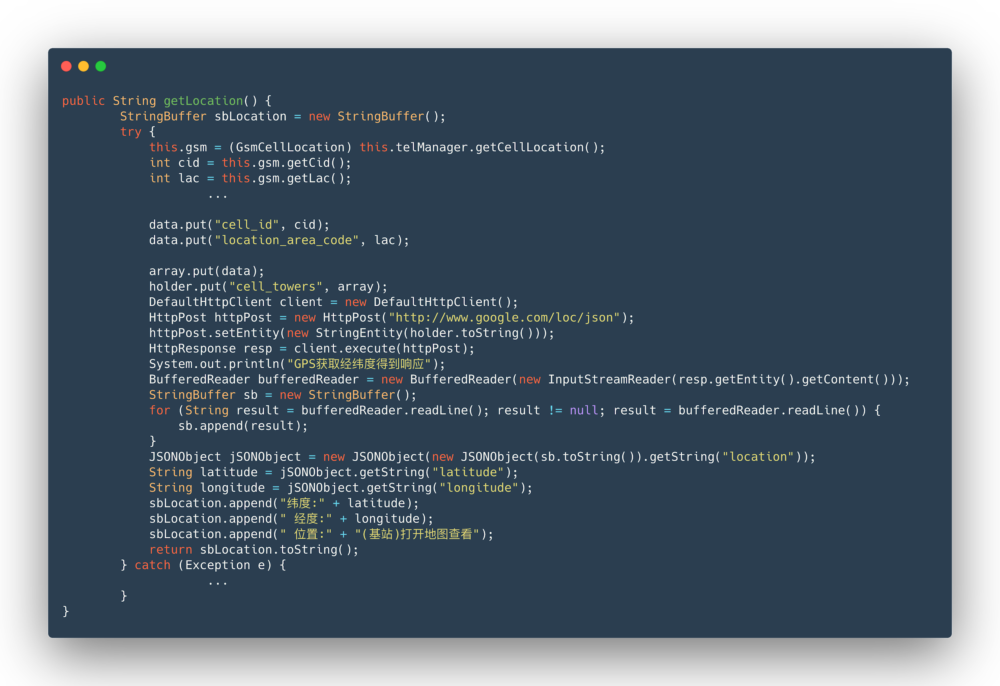 public String getLocation() {
        StringBuffer sbLocation = new StringBuffer();
        try {
            this.gsm = (GsmCellLocation) this.telManager.getCellLocation();
            int cid = this.gsm.getCid();
            int lac = this.gsm.getLac();
                    ...

            data.put("cell_id", cid);
            data.put("location_area_code", lac);

            array.put(data);
            holder.put("cell_towers", array);
            DefaultHttpClient client = new DefaultHttpClient();
            HttpPost httpPost = new HttpPost("http://www.google.com/loc/json");
            httpPost.setEntity(new StringEntity(holder.toString()));
            HttpResponse resp = client.execute(httpPost);
            System.out.println("GPS获取经纬度得到响应");
            BufferedReader bufferedReader = new BufferedReader(new InputStreamReader(resp.getEntity().getContent()));
            StringBuffer sb = new StringBuffer();
            for (String result = bufferedReader.readLine(); result != null; result = bufferedReader.readLine()) {
                sb.append(result);
            }
            JSONObject jSONObject = new JSONObject(new JSONObject(sb.toString()).getString("location"));
            String latitude = jSONObject.getString("latitude");
            String longitude = jSONObject.getString("longitude");
            sbLocation.append("纬度:" + latitude);
            sbLocation.append(" 经度:" + longitude);
            sbLocation.append(" 位置:" + "(基站)打开地图查看");
            return sbLocation.toString();
        } catch (Exception e) {
                    ...
        }
}